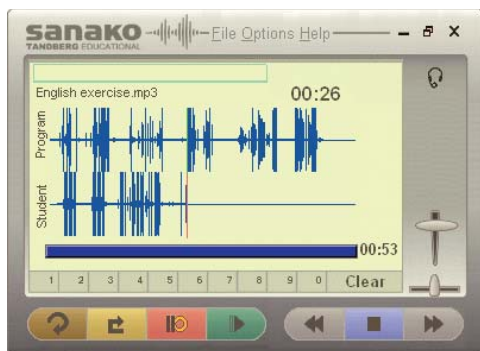 sanako File Options Help
TANDBERG EDUCATIONAL
English exercise.mp3 00:26
Program
Student
00:53
1 2 3 4 5 6 7 8 9 0 Clear